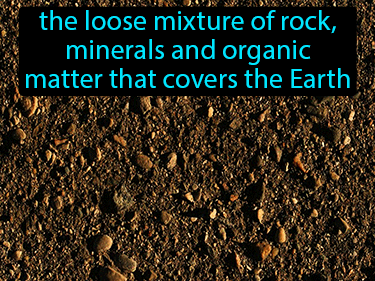 the loose mixture of rock,
minerals and organic
matter that covers the Earth